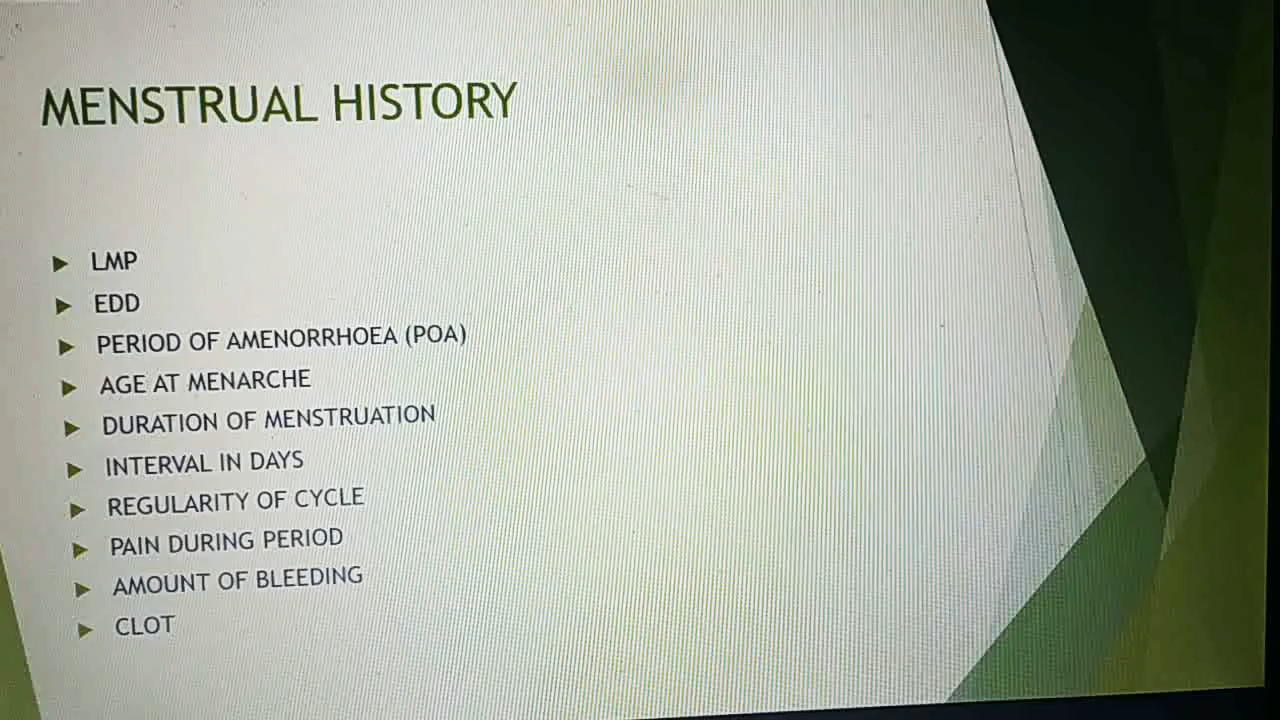 MENSTRUAL HISTORY
LMP
EDD
PERIOD OF AMENORRHOEA (POA)
AGE AT MENARCHE
DURATION OF MENSTRUATION
INTERVAL IN DAYS
REGULARITY OF CYCLE
PAIN DURING PERIOD
AMOUNT OF BLEEDING
CLOT